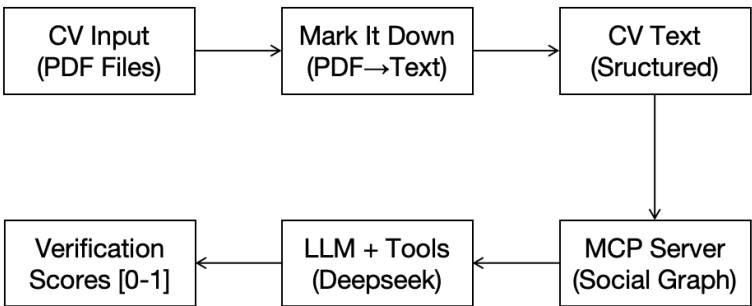 CV Input
(PDF Files)
Mark It Down
(PDF→Text)
CV Text
(Sructured)
MCP Server
(Social Graph)
LLM + Tools
(Deepseek)
Verification
Scores [0-1]